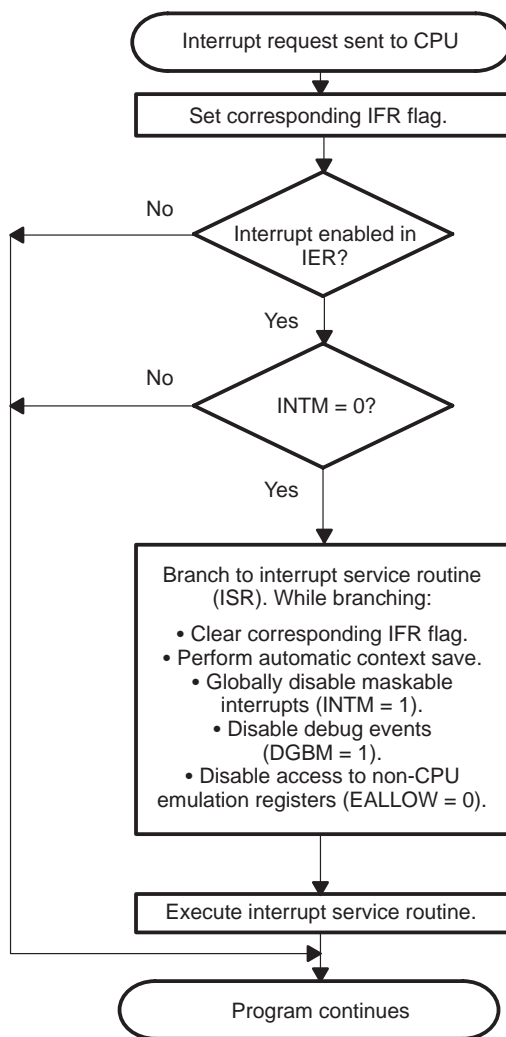 Interrupt request sent to CPU
Set corresponding IFR flag.
No
Interrupt enabled in
IER?
Yes
No
INTM = 0?
Yes
Branch to interrupt service routine
(ISR). While branching:
• Clear corresponding IFR flag.
• Perform automatic context save.
• Globally disable maskable
interrupts (INTM = 1).
• Disable debug events
(DGBM = 1).
• Disable access to non-CPU
emulation registers (EALLOW = 0).
Execute interrupt service routine.
Program continues